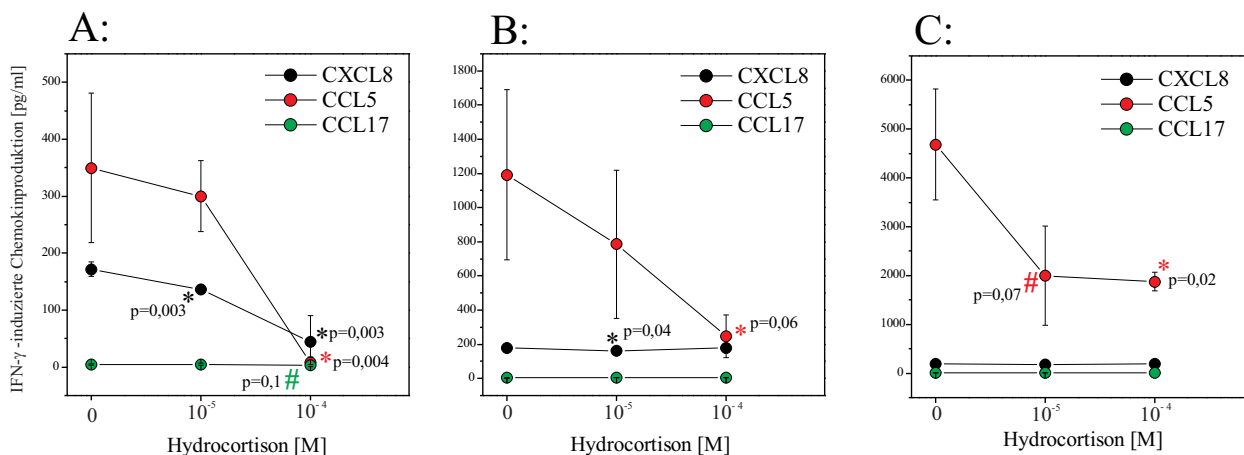 A:
IFN-γ -induzierte Chemokinproduktion [pg/ml]
500
400
300
200
100
0
CXCL8
CCL5
CCL17
p=0,003
*
*p=0,003
*p=0,004
p=0,1 #
0
10⁻⁵
10⁻⁴
Hydrocortison [M]
B:
1800
1600
1400
1200
1000
800
600
400
200
0
CXCL8
CCL5
CCL17
* p=0,04
* p=0,06
0
10⁻⁵
10⁻⁴
Hydrocortison [M]
C:
6000
5000
4000
3000
2000
1000
0
CXCL8
CCL5
CCL17
p=0,07 #
*
p=0,02
0
10⁻⁵
10⁻⁴
Hydrocortison [M]